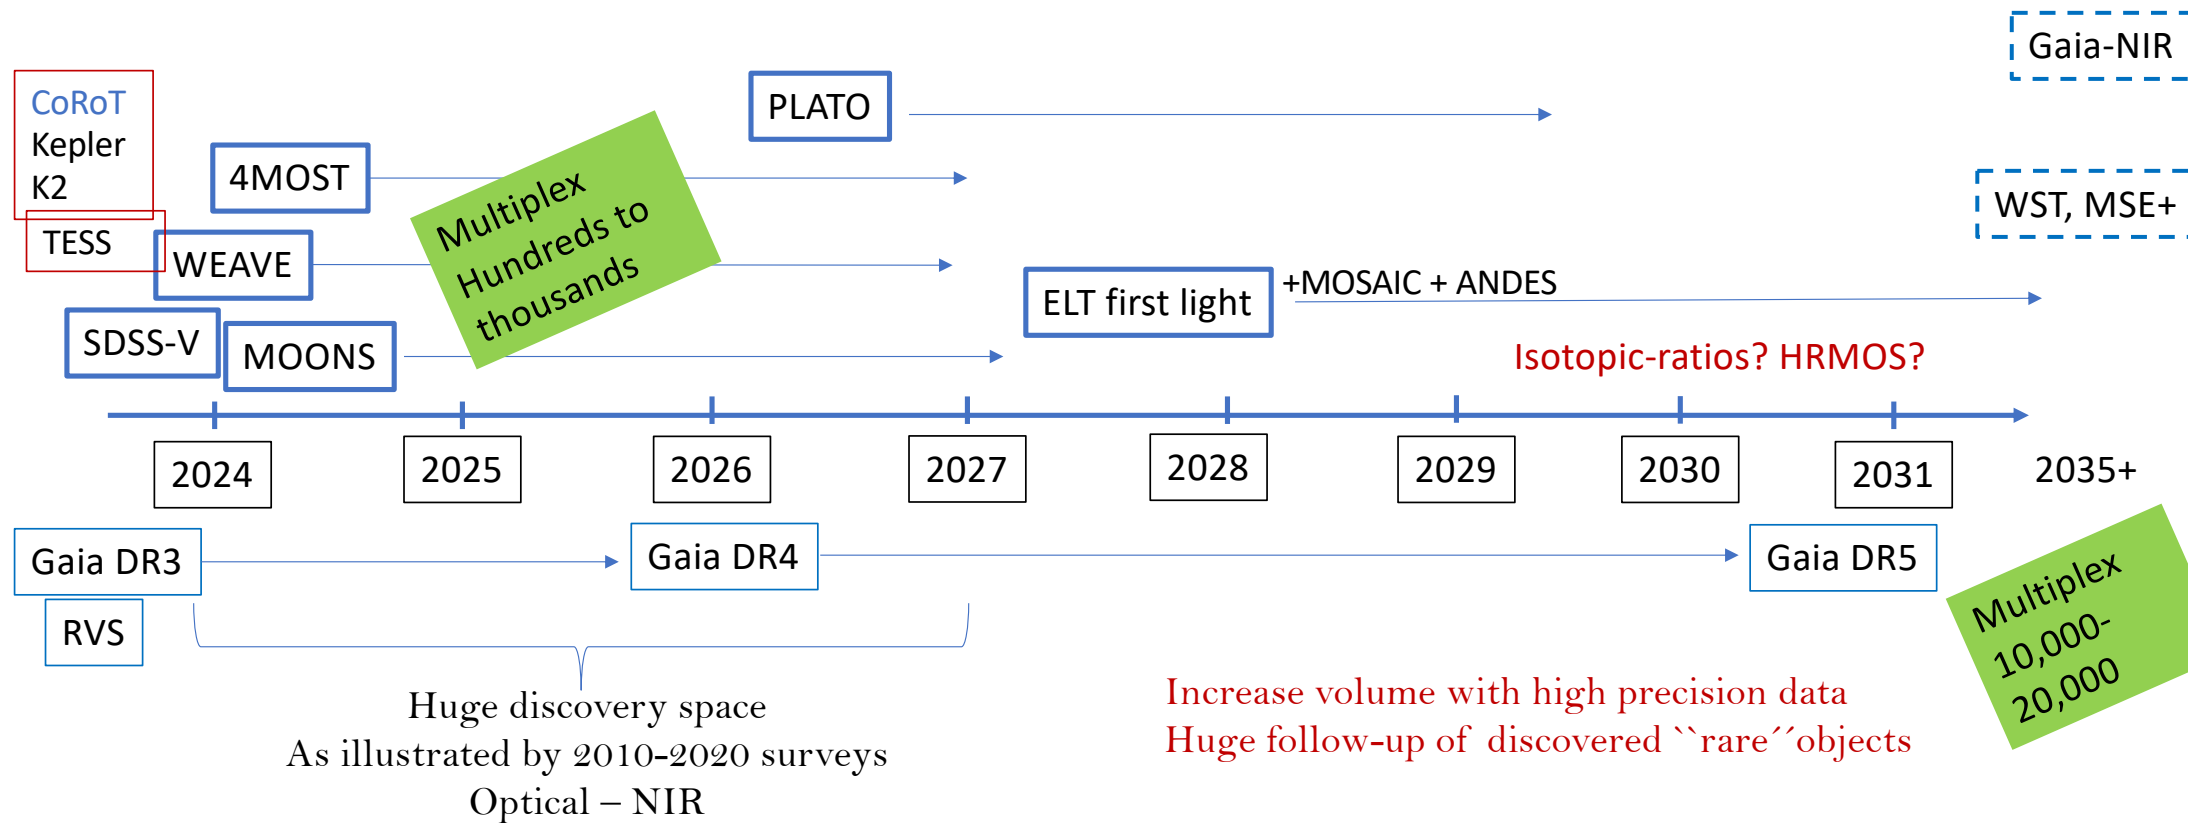 Gaia-NIR
CoRoT
Kepler
K2
TESS
PLATO
4MOST
WST, MSE+
WEAVE
Multiplex
Hundreds to
thousands
ELT first light
+MOSAIC + ANDES
SDSS-V
MOONS
Isotopic-ratios? HRMOS?
2024
2025
2026
2027
2028
2029
2030
2031
2035+
Gaia DR3
Gaia DR4
Gaia DR5
RVS
Multiplex
10,000-
20,000
Huge discovery space
As illustrated by 2010-2020 surveys
Optical – NIR
Increase volume with high precision data
Huge follow-up of discovered ``rare´´objects